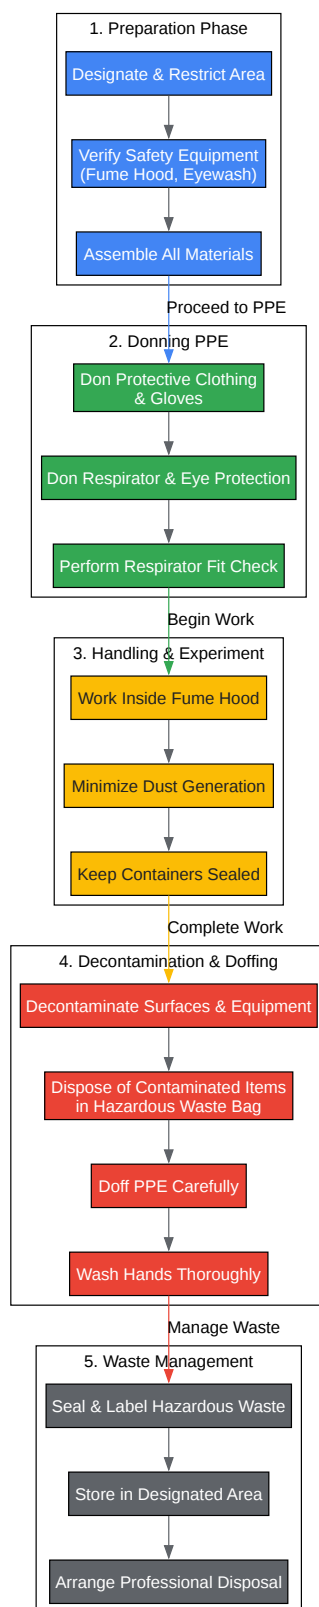 1. Preparation Phase
Designate & Restrict Area
Verify Safety Equipment
(Fume Hood, Eyewash)
Assemble All Materials
Proceed to PPE
2. Donning PPE
Don Protective Clothing
& Gloves
Don Respirator & Eye Protection
Perform Respirator Fit Check
Begin Work
3. Handling & Experiment
Work Inside Fume Hood
Minimize Dust Generation
Keep Containers Sealed
Complete Work
4. Decontamination & Doffing
Decontaminate Surfaces & Equipment
Dispose of Contaminated Items
in Hazardous Waste Bag
Doff PPE Carefully
Wash Hands Thoroughly
Manage Waste
5. Waste Management
Seal & Label Hazardous Waste
Store in Designated Area
Arrange Professional Disposal